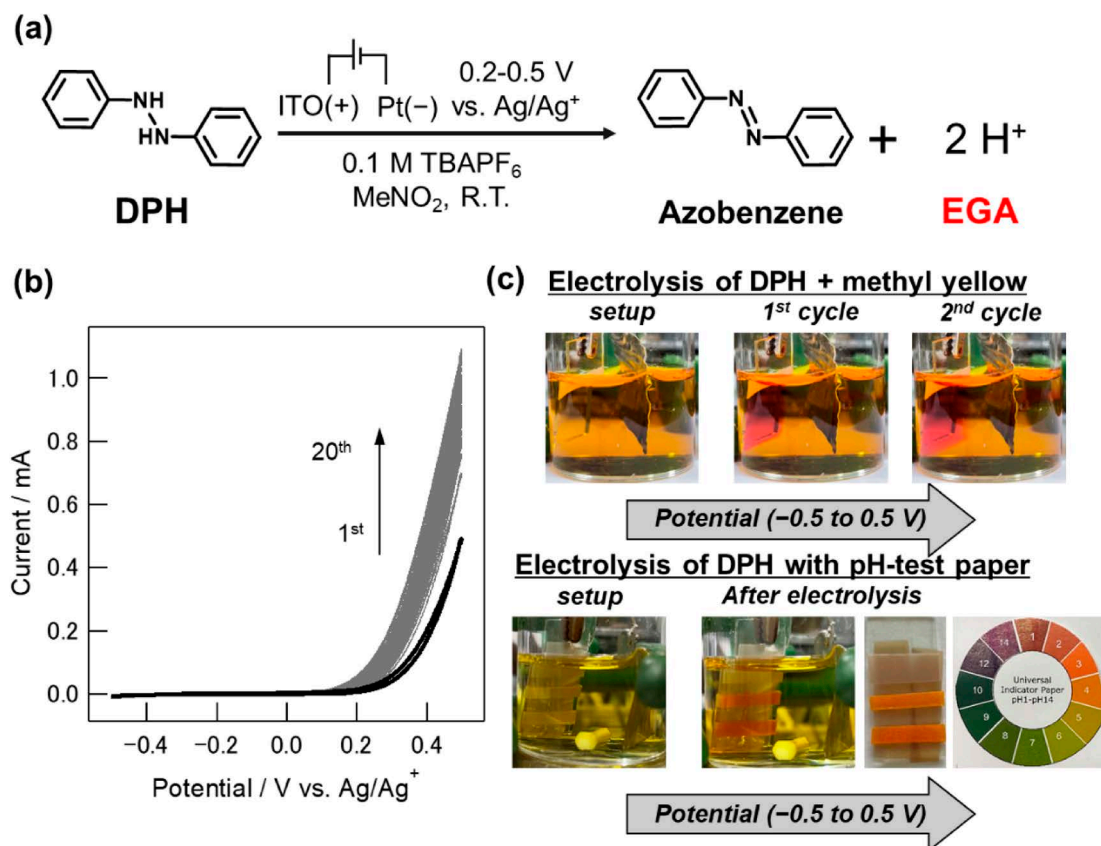 (a)
NH
HN
ITO(+) Pt(−)
0.2-0.5 V
vs. Ag/Ag⁺
0.1 M TBAPF₆
MeNO₂, R.T.
N
N
+ 2 H⁺
DPH
Azobenzene
EGA
(b)
Current / mA
1.0
0.8
0.6
0.4
0.2
0.0
20ᵗʰ
1ˢᵗ
−0.4
−0.2
0.0
0.2
0.4
Potential / V vs. Ag/Ag⁺
(c)
Electrolysis of DPH + methyl yellow
setup
1ˢᵗ cycle
2ⁿᵈ cycle
Potential (−0.5 to 0.5 V)
Electrolysis of DPH with pH-test paper
setup
After electrolysis
14
1
2
3
4
5
6
7
8
9
10
12
Universal
Indicator Paper
pH1-pH14
Potential (−0.5 to 0.5 V)